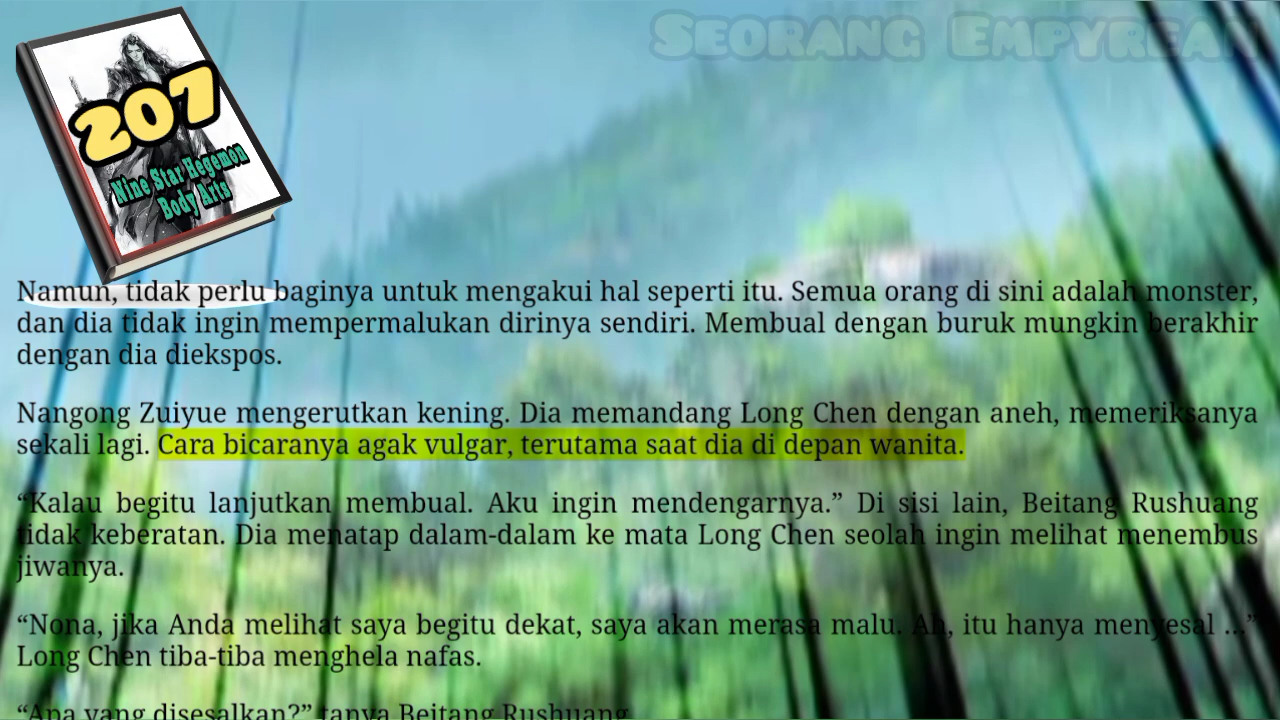 SEORANG EMPYREAN
207
Nine Star Hegemon
Body Arts
Namun, tidak perlu baginya untuk mengakui hal seperti itu. Semua orang di sini adalah monster,
dan dia tidak ingin mempermalukan dirinya sendiri. Membual dengan buruk mungkin berakhir
dengan dia diekspos.
Nangong Zuiyue mengerutkan kening. Dia memandang Long Chen dengan aneh, memeriksanya
sekali lagi. Cara bicaranya agak vulgar, terutama saat dia di depan wanita.
“Kalau begitu lanjutkan membual. Aku ingin mendengarnya.” Di sisi lain, Beitang Rushuang
tidak keberatan. Dia menatap dalam-dalam ke mata Long Chen seolah ingin melihat menembus
jiwanya.
“Nona, jika Anda melihat saya begitu dekat, saya akan merasa malu. Ah, itu hanya menyesal …”
Long Chen tiba-tiba menghela nafas.
“Apa yang disesalkan?” tanya Beitang Rushuang.